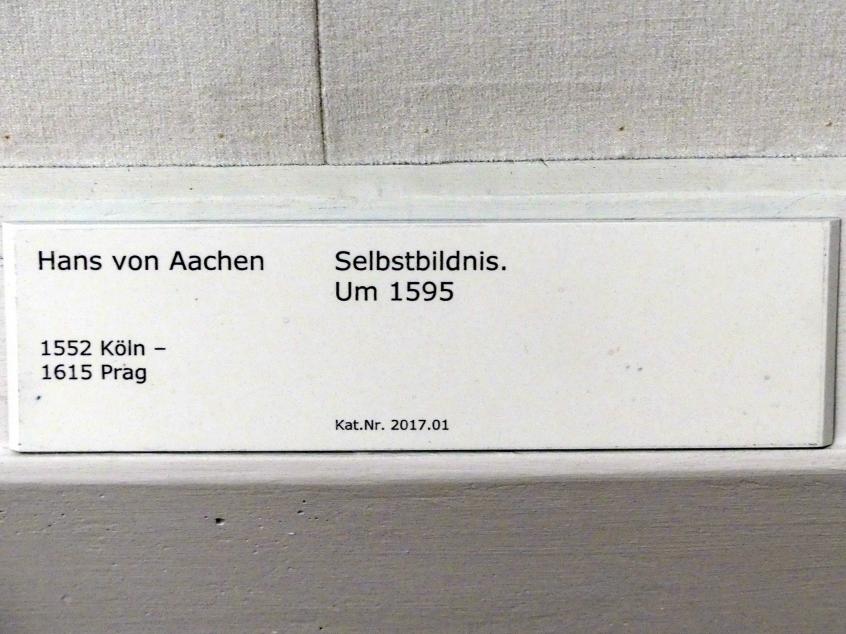 Hans von Aachen
1552 Köln –
1615 Prag
Selbstbildnis.
Um 1595
Kat.Nr. 2017.01